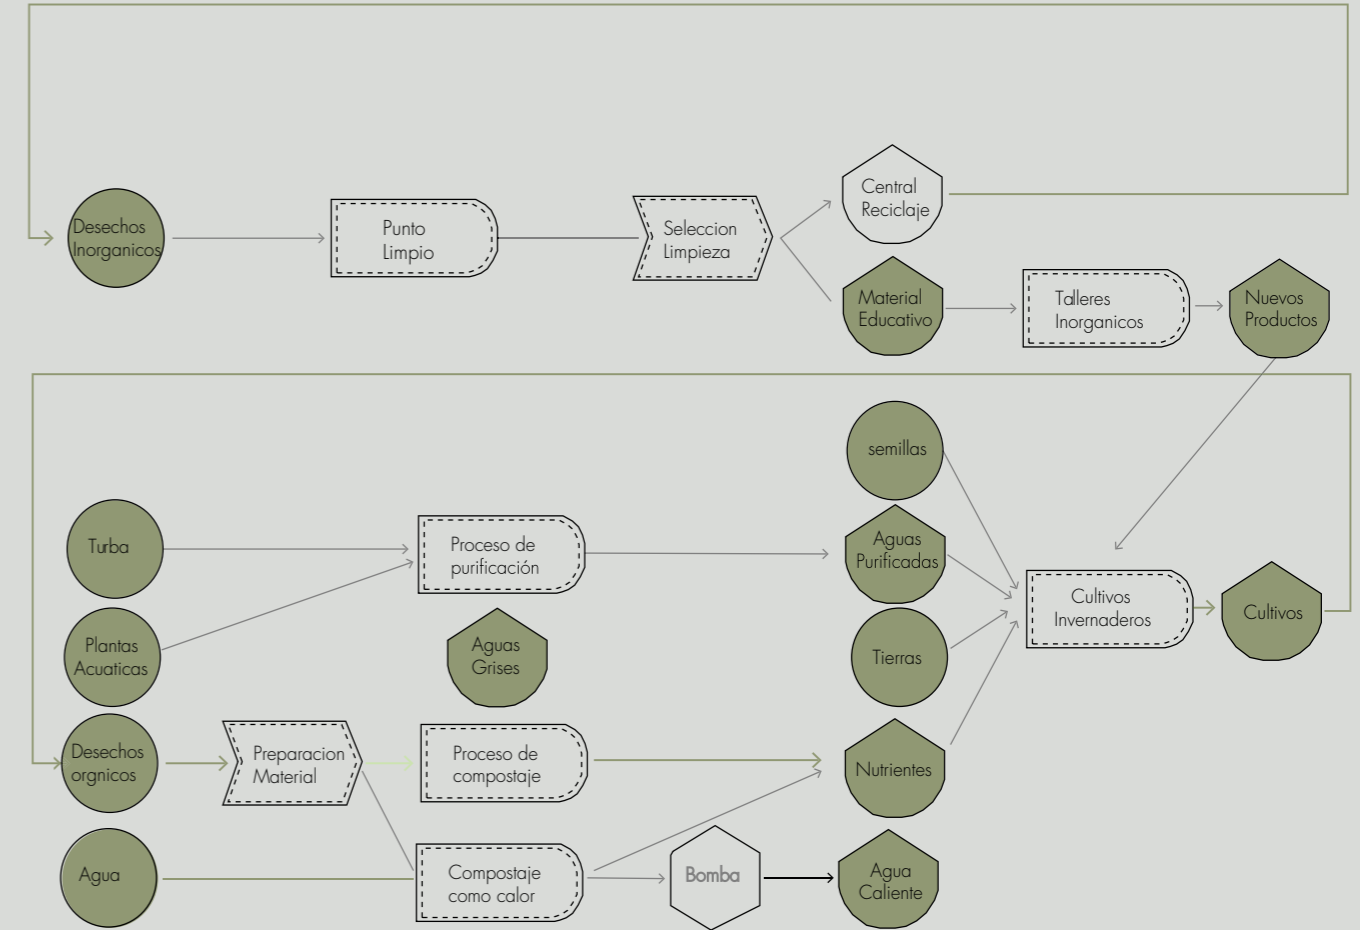 Desechos
Inorganicos
Punto
Limpio
Seleccion
Limpieza
Central
Reciclaje
Material
Educativo
Talleres
Inorganicos
Nuevos
Productos
semillas
Turba
Proceso de
purificación
Aguas
Purificadas
Cultivos
Invernaderos
Cultivos
Plantas
Acuaticas
Aguas
Grises
Tierras
Desechos
orgnicos
Preparacion
Material
Proceso de
compostaje
Nutrientes
Agua
Compostaje
como calor
Bomba
Agua
Caliente